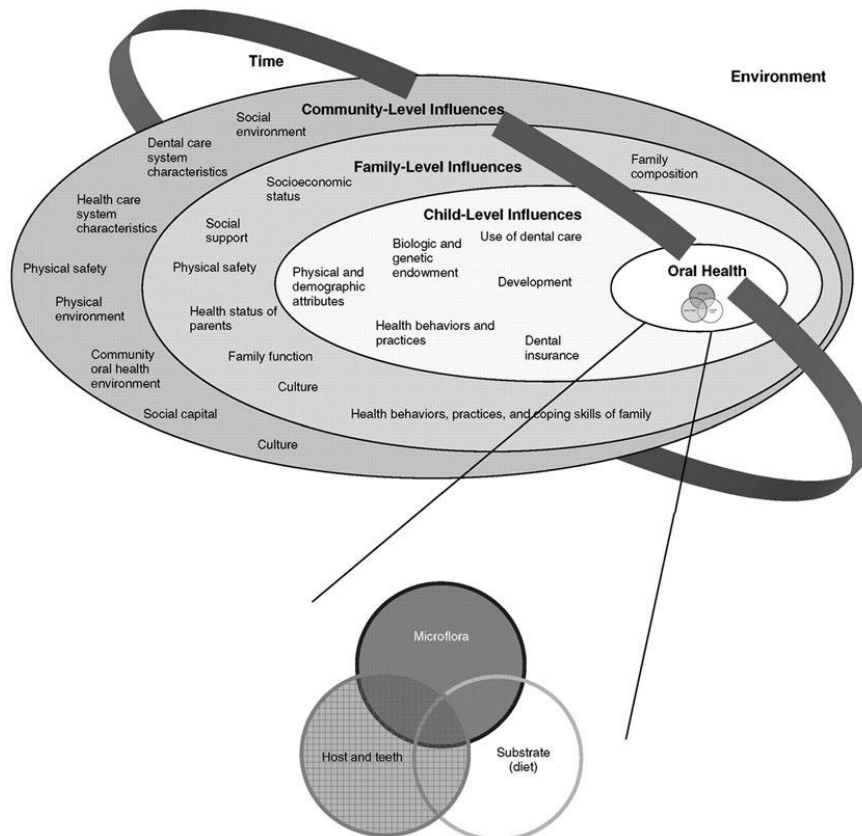 Time
Environment
Community-Level Influences
Social
environment
Dental care
system
characteristics
Family-Level Influences
Family
composition
Socioeconomic
status
Health care
system
characteristics
Child-Level Influences
Social
support
Use of dental care
Biologic and
genetic
endowment
Physical safety
Physical safety
Physical and
demographic
attributes
Development
Oral Health
Physical
environment
Health status of
parents
Health behaviors and
practices
Dental
insurance
Community
oral health
environment
Family function
Culture
Social capital
Health behaviors, practices, and coping skills of family
Culture
Microflora
Host and teeth
Substrate
(diet)